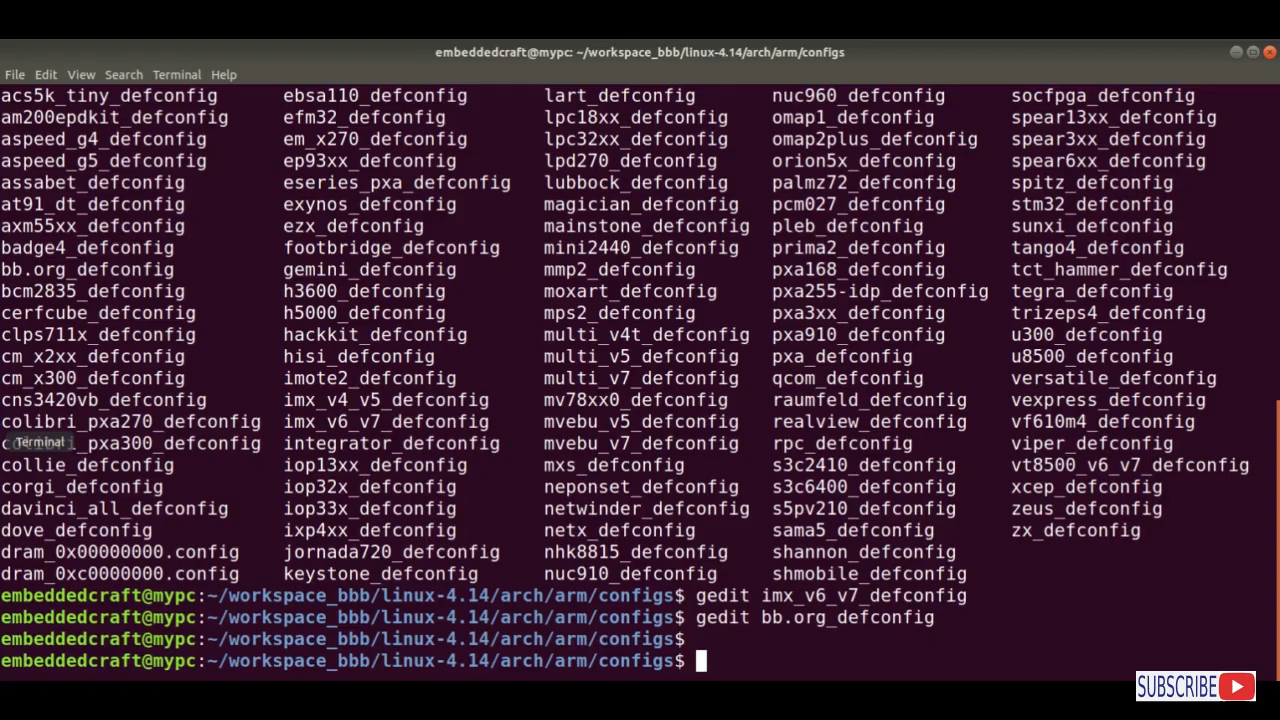 embeddedcraft@mypc: ~/workspace_bbb/linux-4.14/arch/arm/configs
File Edit View Search Terminal Help
acs5k_tiny_defconfig ebsa110_defconfig lart_defconfig nuc960_defconfig socfpga_defconfig
am200epdkit_defconfig efm32_defconfig lpc18xx_defconfig omap1_defconfig spear13xx_defconfig
aspeed_g4_defconfig em_x270_defconfig lpc32xx_defconfig omap2plus_defconfig spear3xx_defconfig
aspeed_g5_defconfig ep93xx_defconfig lpd270_defconfig orion5x_defconfig spear6xx_defconfig
assabet_defconfig eseries_pxa_defconfig lubbock_defconfig palmz72_defconfig spitz_defconfig
at91_dt_defconfig exynos_defconfig magician_defconfig pcm027_defconfig stm32_defconfig
axm55xx_defconfig ezx_defconfig mainstone_defconfig pleb_defconfig sunxi_defconfig
badge4_defconfig footbridge_defconfig mini2440_defconfig prima2_defconfig tango4_defconfig
bb.org_defconfig gemini_defconfig mmp2_defconfig pxa168_defconfig tct_hammer_defconfig
bcm2835_defconfig h3600_defconfig moxart_defconfig pxa255-idp_defconfig tegra_defconfig
cerfcube_defconfig h5000_defconfig mps2_defconfig pxa3xx_defconfig trizeps4_defconfig
clps711x_defconfig hackkit_defconfig multi_v4t_defconfig pxa910_defconfig u300_defconfig
cm_x2xx_defconfig hisi_defconfig multi_v5_defconfig pxa_defconfig u8500_defconfig
cm_x300_defconfig imote2_defconfig multi_v7_defconfig qcom_defconfig versatile_defconfig
cns3420vb_defconfig imx_v4_v5_defconfig mv78xx0_defconfig raumfeld_defconfig vexpress_defconfig
colibri_pxa270_defconfig imx_v6_v7_defconfig mvebu_v5_defconfig realview_defconfig vf610m4_defconfig
Terminal _pxa300_defconfig integrator_defconfig mvebu_v7_defconfig rpc_defconfig viper_defconfig
collie_defconfig iop13xx_defconfig mxs_defconfig s3c2410_defconfig vt8500_v6_v7_defconfig
corgi_defconfig iop32x_defconfig neponset_defconfig s3c6400_defconfig xcep_defconfig
davinci_all_defconfig iop33x_defconfig netwinder_defconfig s5pv210_defconfig zeus_defconfig
dove_defconfig ixp4xx_defconfig netx_defconfig sama5_defconfig zx_defconfig
dram_0x00000000.config jornada720_defconfig nhk8815_defconfig shannon_defconfig
dram_0xc0000000.config keystone_defconfig nuc910_defconfig shmobile_defconfig
embeddedcraft@mypc:~/workspace_bbb/linux-4.14/arch/arm/configs$ gedit imx_v6_v7_defconfig
embeddedcraft@mypc:~/workspace_bbb/linux-4.14/arch/arm/configs$ gedit bb.org_defconfig
embeddedcraft@mypc:~/workspace_bbb/linux-4.14/arch/arm/configs$
embeddedcraft@mypc:~/workspace_bbb/linux-4.14/arch/arm/configs$
SUBSCRIBE